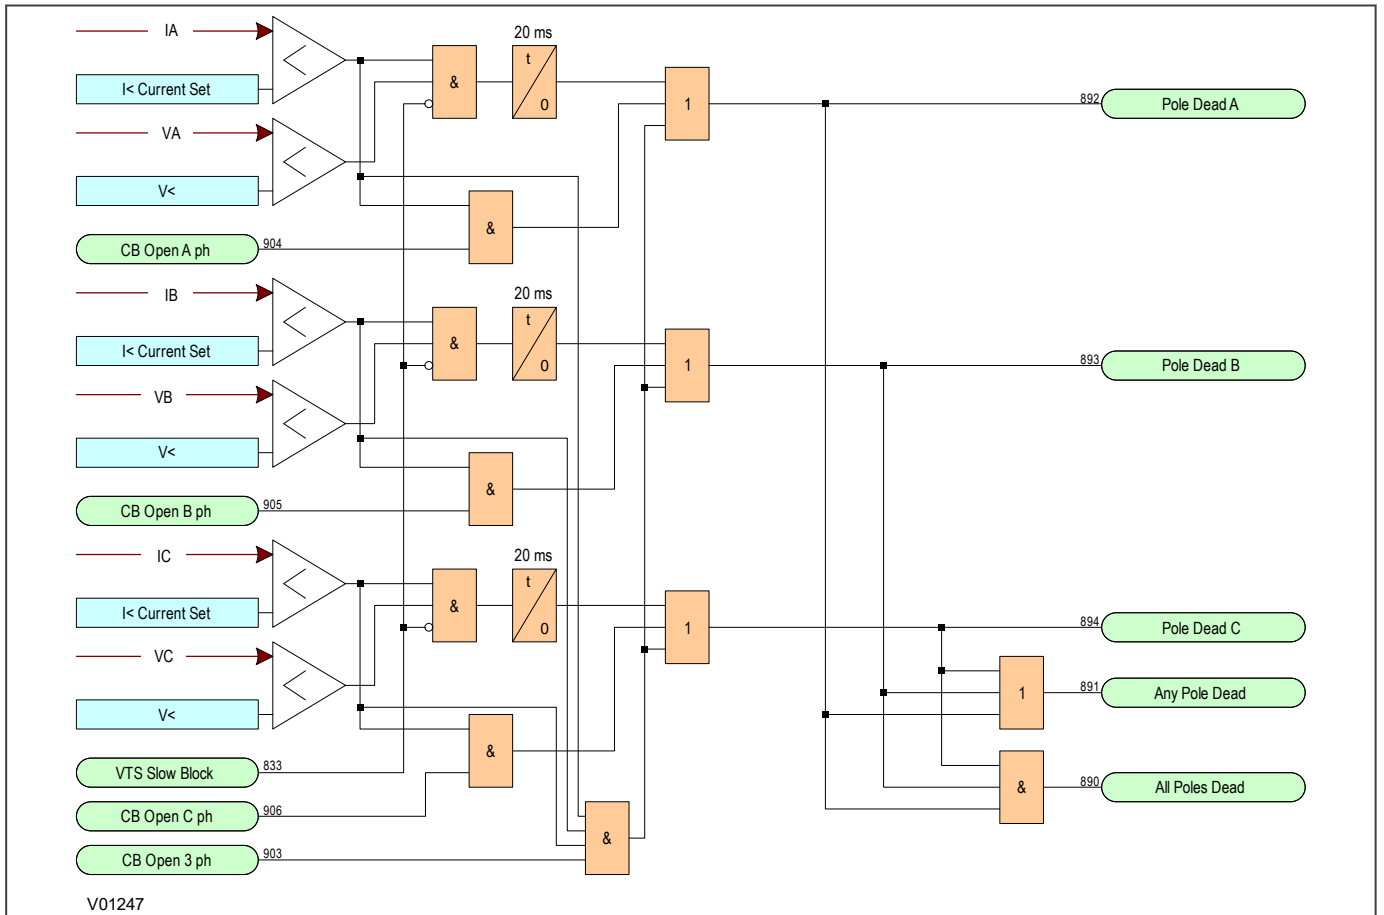 IA
20 ms
I< Current Set
&
t
0
1
892
Pole Dead A
VA
V<
&
CB Open A ph
904
IB
20 ms
I< Current Set
&
t
0
1
893
Pole Dead B
VB
V<
&
CB Open B ph
905
IC
20 ms
I< Current Set
&
t
0
1
894
Pole Dead C
VC
1
891
Any Pole Dead
V<
&
VTS Slow Block
833
&
890
All Poles Dead
CB Open C ph
906
&
CB Open 3 ph
903
V01247